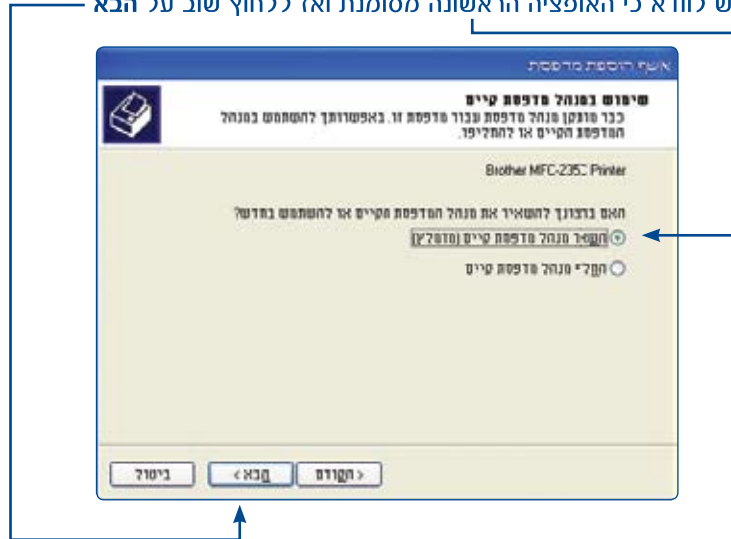 לוודא כי האופציה הראשונה מסומנת ואז ללחוץ שוב על הבא
אשף הוספת מדפסת
שימוש במנהל מדפסת קיים
כבר מותקן מנהל מדפסת עבור מדפסת זו. באפשרותך להשתמש במנהל
המדפסת הקיים או להחליפו.
Brother MFC-235C Printer
האם ברצונך להשאיר את מנהל המדפסת הקיים או להשתמש בחדש?
השאר מנהל מדפסת קיים (מומלץ)
החלף מנהל מדפסת קיים
< הקודם
הבא >
ביטול